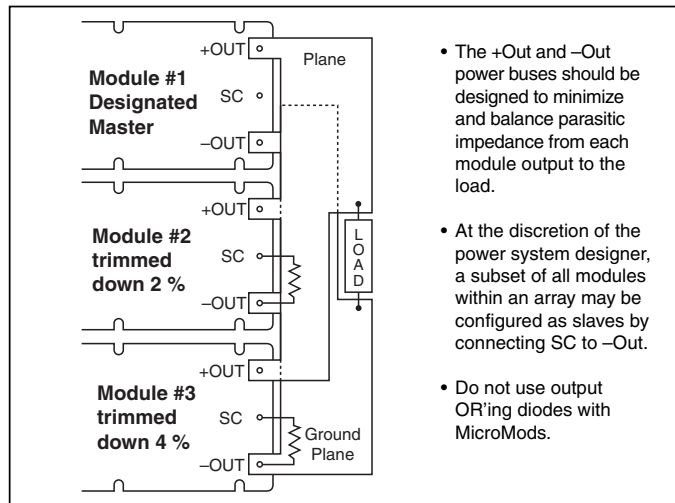 +OUT
Plane
Module #1
Designated
Master
SC
–OUT
+OUT
Module #2
trimmed
down 2 %
SC
–OUT
LOAD
+OUT
Module #3
trimmed
down 4 %
SC
Ground
Plane
–OUT
• The +Out and –Out
power buses should be
designed to minimize
and balance parasitic
impedance from each
module output to the
load.
• At the discretion of the
power system designer,
a subset of all modules
within an array may be
configured as slaves by
connecting SC to –Out.
• Do not use output
OR'ing diodes with
MicroMods.